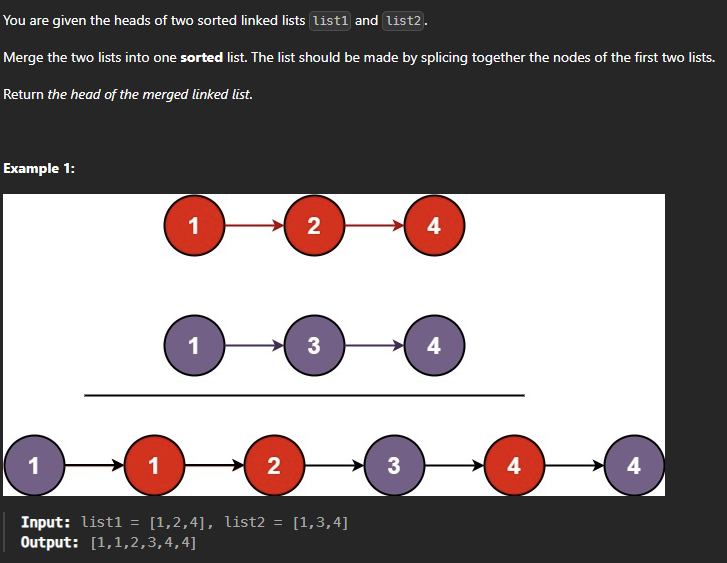 You are given the heads of two sorted linked lists list1 and list2.
Merge the two lists into one sorted list. The list should be made by splicing together the nodes of the first two lists.
Return the head of the merged linked list.
Example 1:
1 2 4
1 3 4
1 1 2 3 4 4
Input: list1 = [1,2,4], list2 = [1,3,4]
Output: [1,1,2,3,4,4]